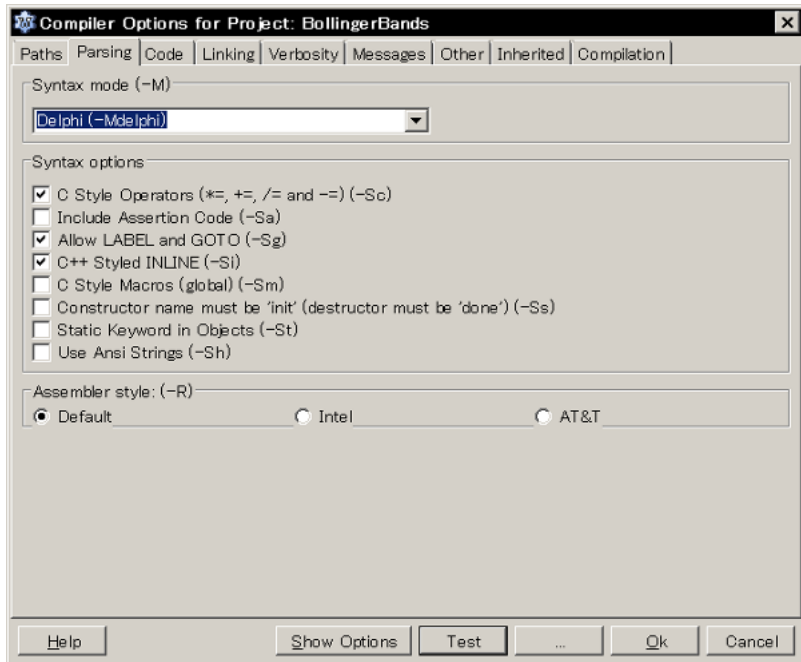 Compiler Options for Project: BollingerBands
Paths Parsing Code Linking Verbosity Messages Other Inherited Compilation
Syntax mode (-M)
Delphi (-Mdelphi)
Syntax options
C Style Operators (*=, +=, /= and -=) (-Sc)
Include Assertion Code (-Sa)
Allow LABEL and GOTO (-Sg)
C++ Styled INLINE (-Si)
C Style Macros (global) (-Sm)
Constructor name must be 'init' (destructor must be 'done') (-Ss)
Static Keyword in Objects (-St)
Use Ansi Strings (-Sh)
Assembler style: (-R)
Default Intel AT&T
Help Show Options Test ... Ok Cancel